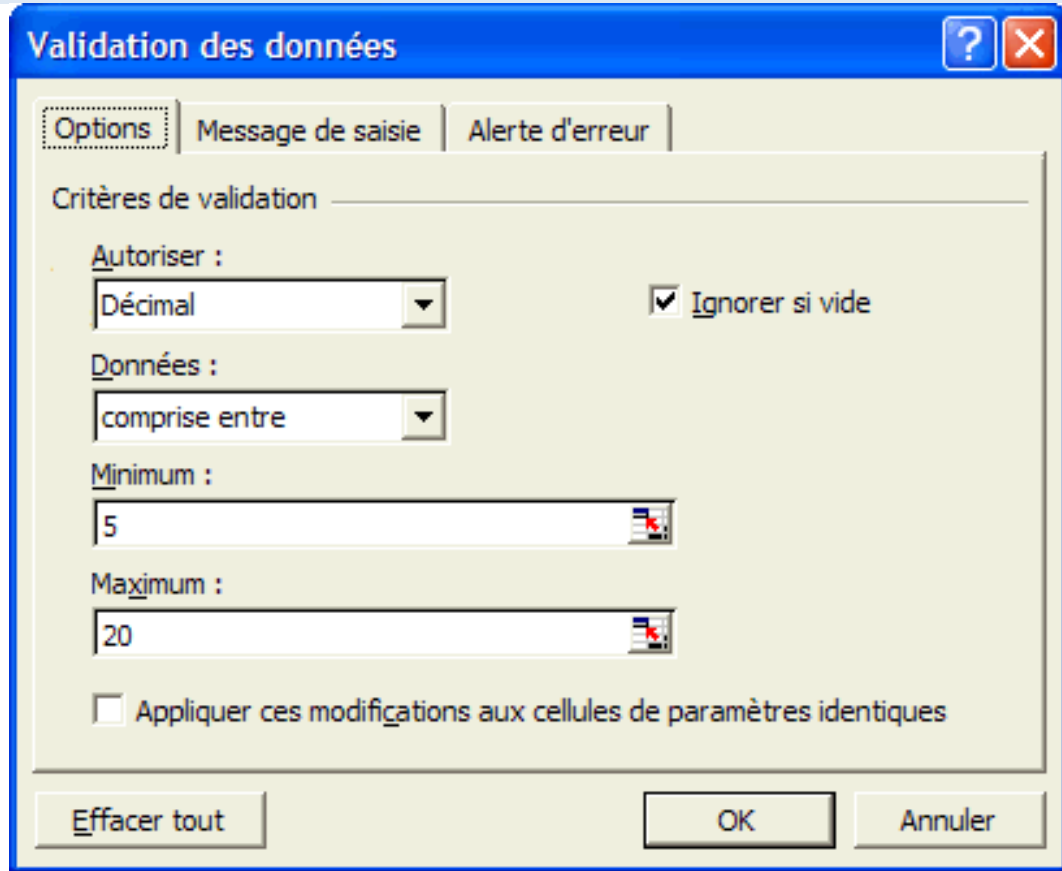 Validation des données
?
Options
Message de saisie
Alerte d'erreur
Critères de validation
Autoriser :
Décimal
Ignorer si vide
Données :
comprise entre
Minimum :
5
Maximum :
20
Appliquer ces modifications aux cellules de paramètres identiques
Effacer tout
OK
Annuler